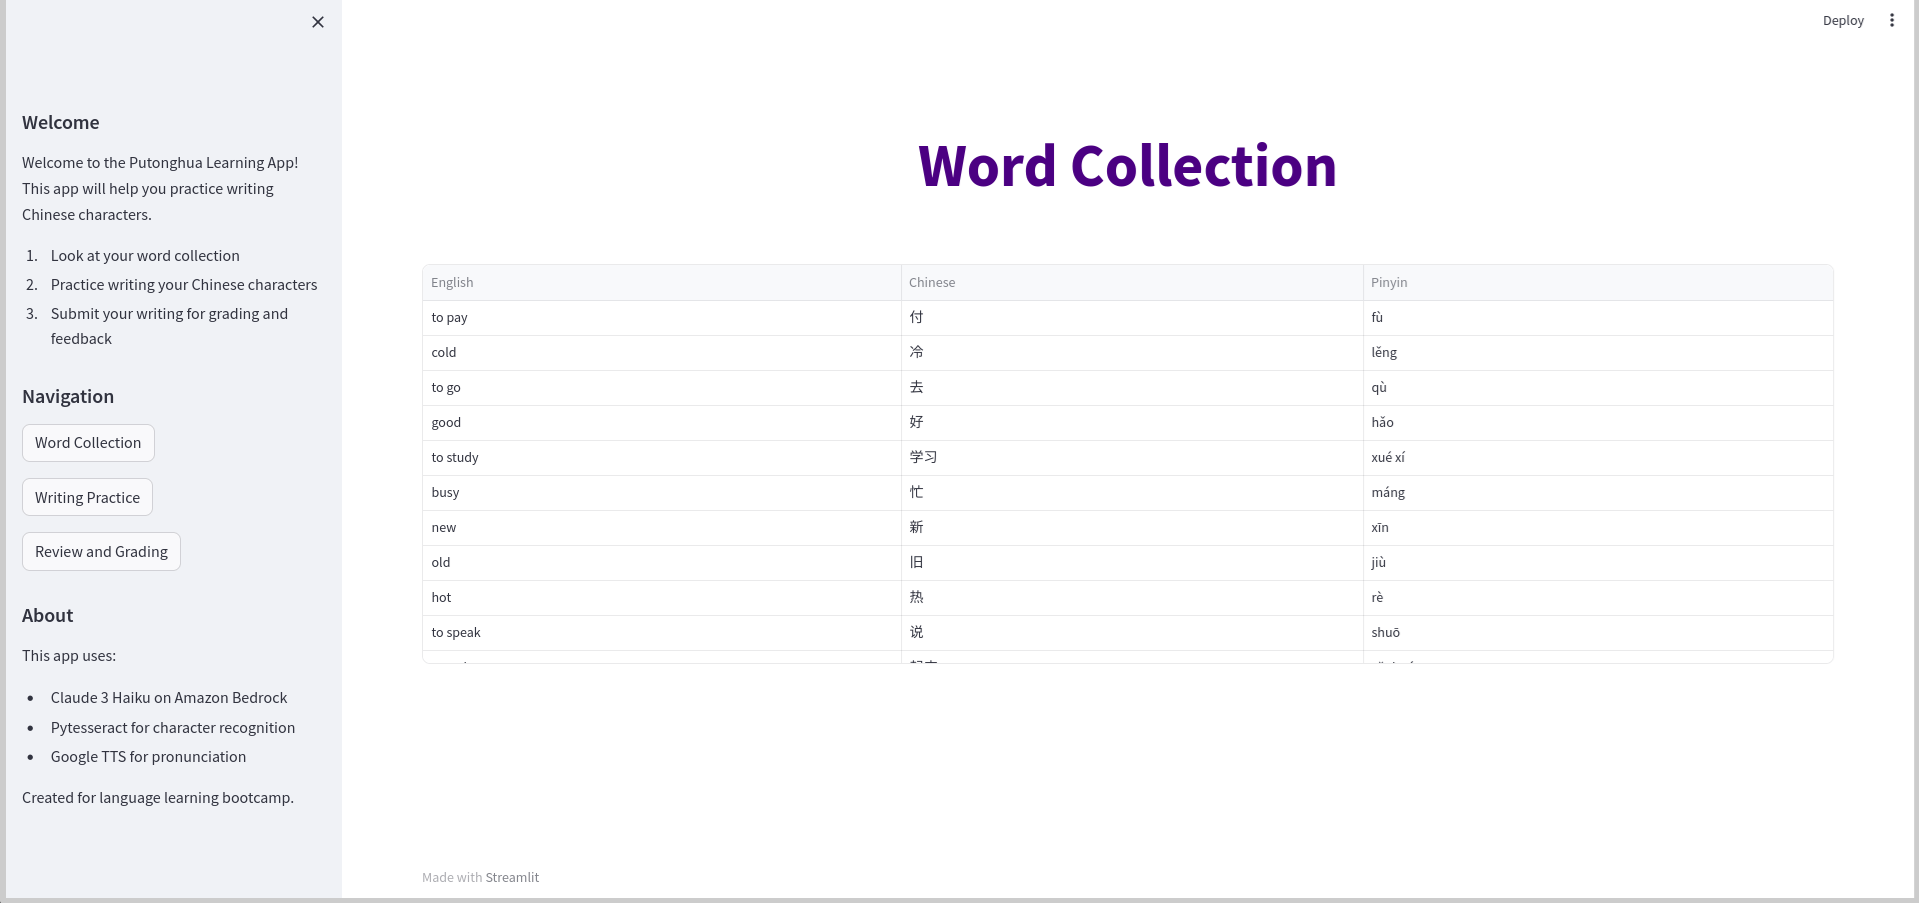 Deploy
Welcome
Welcome to the Putonghua Learning App!
This app will help you practice writing
Chinese characters.
1. Look at your word collection
2. Practice writing your Chinese characters
3. Submit your writing for grading and
feedback
Navigation
Word Collection
Writing Practice
Review and Grading
About
This app uses:
• Claude 3 Haiku on Amazon Bedrock
• Pytesseract for character recognition
• Google TTS for pronunciation
Created for language learning bootcamp.
Word Collection
English Chinese Pinyin
to pay 付 fù
cold 冷 lěng
to go 去 qù
good 好 hǎo
to study 学习 xué xí
busy 忙 máng
new 新 xīn
old 旧 jiù
hot 热 rè
to speak 说 shuō
Made with Streamlit